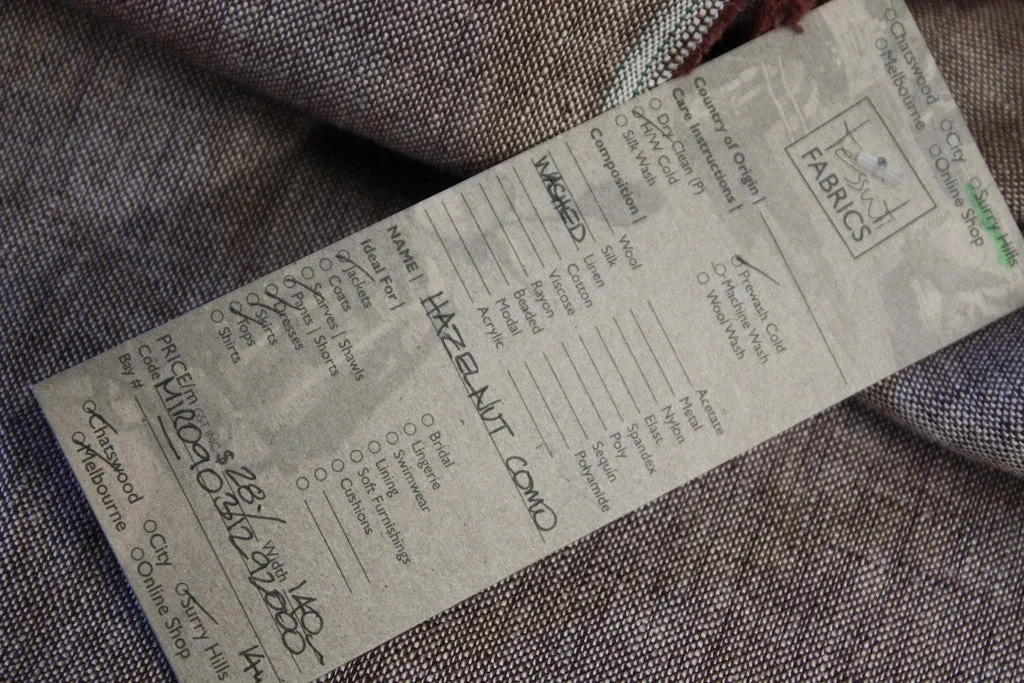 Chatswood City Surry Hills
Melbourne Online Shop
Tessuti
FABRICS
Country of Origin |
Care Instructions |
Dry Clean (P)
H/W Cold
Silk Wash
Prewash Cold
Machine Wash
Wool Wash
Composition |
Wool
Silk
WASHED Linen
Cotton
Viscose
Rayon
Beaded
Modal
Acrylic
Acetate
Metal
Nylon
Elast
Spandex
Poly
Sequin
Polyamide
NAME | HAZELNUT COMO
Ideal For |
Jackets
Coats
Scarves | Shawls
Pants | Shorts
Dresses
Skirts
Tops
Shirts
Bridal
Lingerie
Swimwear
Lining
Soft Furnishings
Cushions
PRICE/m GST INC $ 28.- Width 140
Code
Bay #
Chatswood City Surry Hills
Melbourne Online Shop